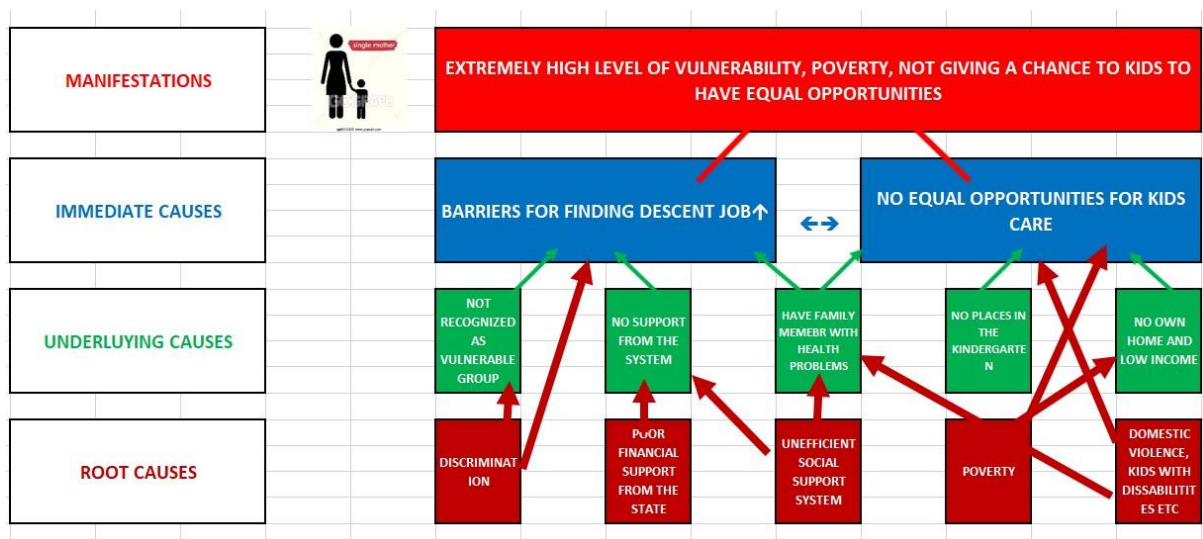 MANIFESTATIONS
single mother
EXTREMELY HIGH LEVEL OF VULNERABILITY, POVERTY, NOT GIVING A CHANCE TO KIDS TO
HAVE EQUAL OPPORTUNITIES
IMMEDIATE CAUSES
BARRIERS FOR FINDING DESCENT JOB↑
↔
NO EQUAL OPPORTUNITIES FOR KIDS
CARE
UNDERLUYING CAUSES
NOT
RECOGNIZED
AS
VULNERABLE
GROUP
NO SUPPORT
FROM THE
SYSTEM
HAVE FAMILY
MEMEBR WITH
HEALTH
PROBLEMS
NO PLACES IN
THE
KINDERGARTE
N
NO OWN
HOME AND
LOW INCOME
ROOT CAUSES
DISCRIMINAT
ION
POOR
FINANCIAL
SUPPORT
FROM THE
STATE
UNEFFICIENT
SOCIAL
SUPPORT
SYSTEM
POVERTY
DOMESTIC
VIOLENCE,
KIDS WITH
DISSABILITIT
ES ETC